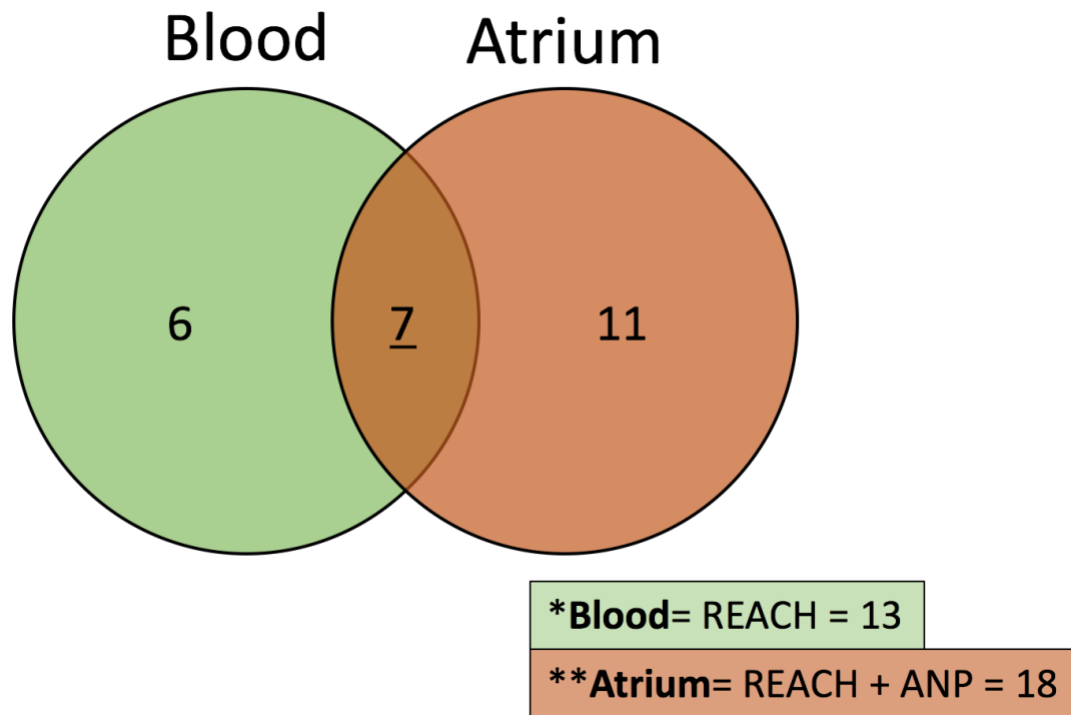 Blood Atrium
6 7 11
*Blood= REACH = 13
**Atrium= REACH + ANP = 18